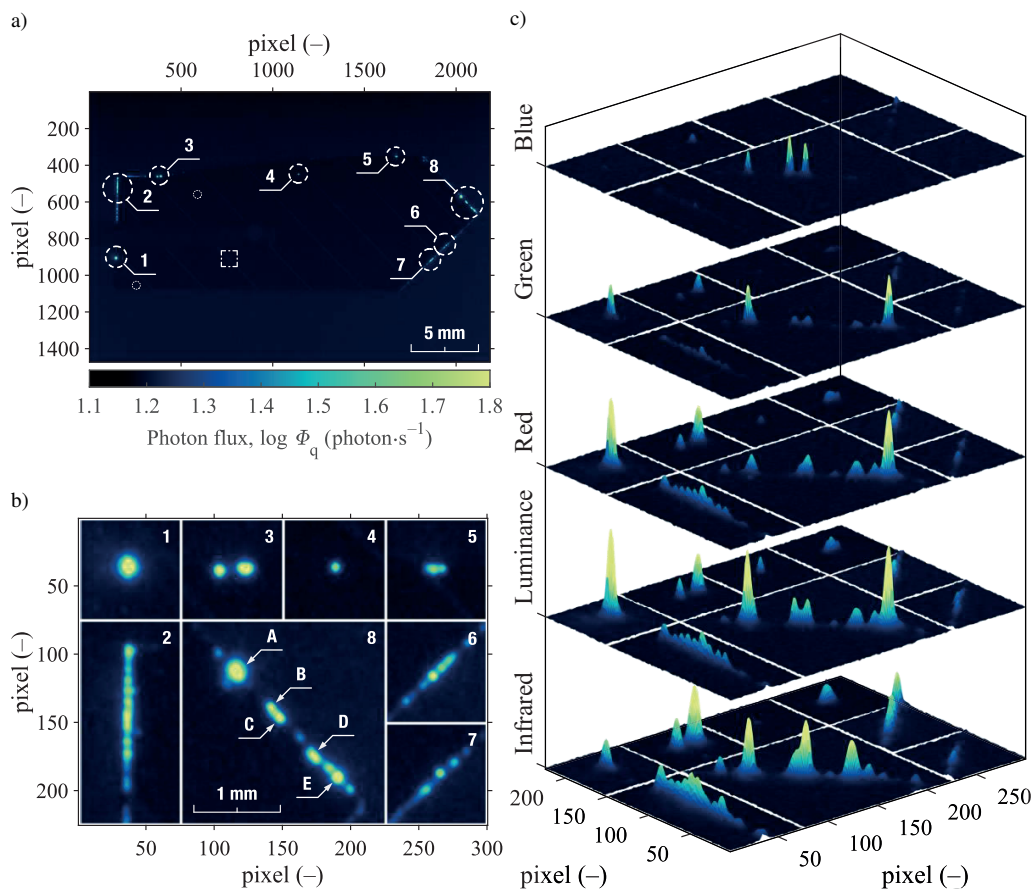 a)
pixel (–)
500 1000 1500 2000
200
400
600
800
1000
1200
1400
pixel (–)
1
2
3
4
5
6
7
8
5 mm
1.1 1.2 1.3 1.4 1.5 1.6 1.7 1.8
Photon flux, log Φq (photon·s⁻¹)
b)
1 3 4 5
2 8 6
7
A
B
C
D
E
1 mm
50
100
150
200
pixel (–)
50 100 150 200 250 300
pixel (–)
c)
Blue
Green
Red
Luminance
Infrared
200
150
100
50
pixel (–)
50
100
150
200
250
pixel (–)